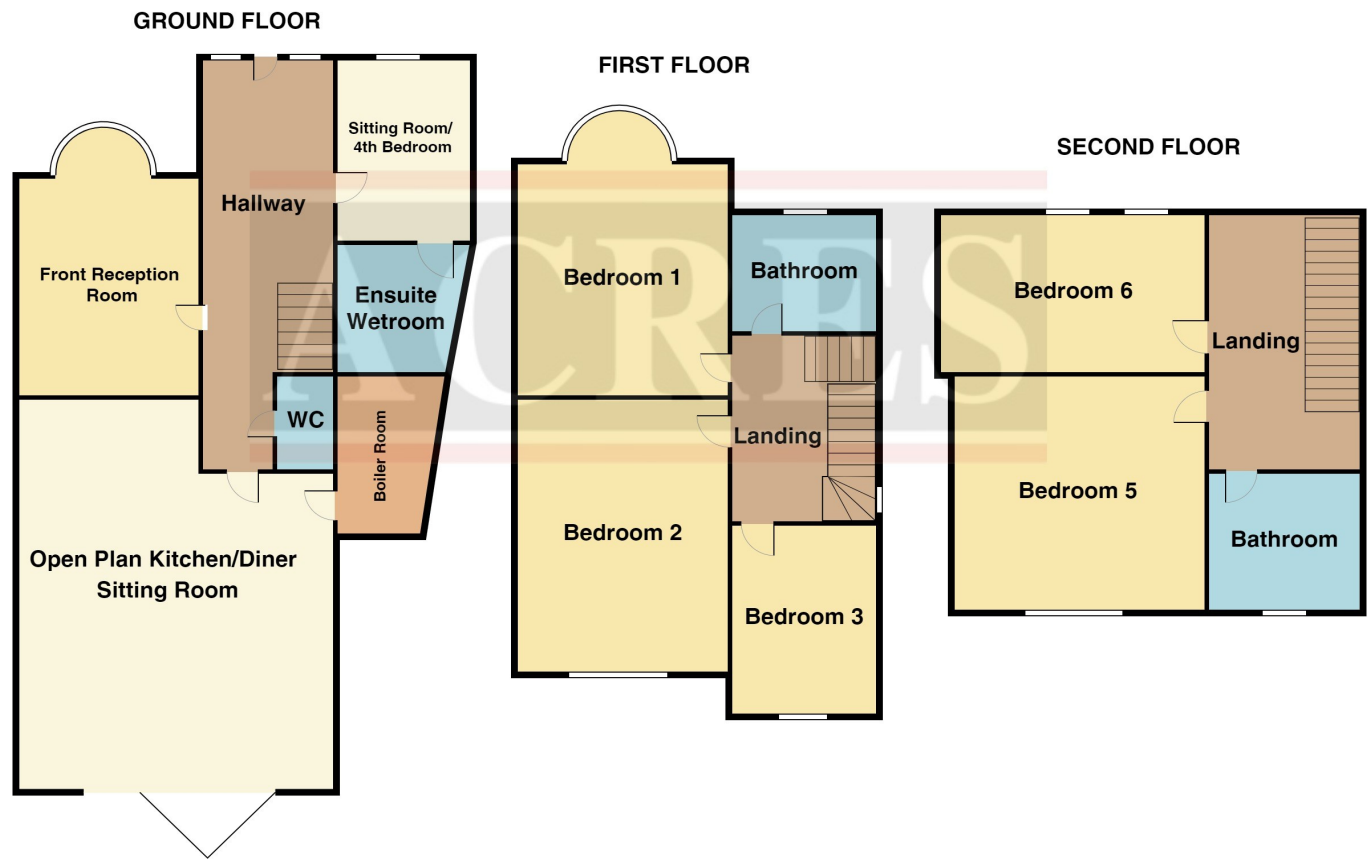 GROUND FLOOR
Sitting Room/
4th Bedroom
Hallway
Front Reception
Room
Ensuite
Wetroom
WC
Boiler Room
Open Plan Kitchen/Diner
Sitting Room
FIRST FLOOR
Bedroom 1
Bathroom
Landing
Bedroom 2
Bedroom 3
SECOND FLOOR
Bedroom 6
Landing
Bedroom 5
Bathroom
ACRES